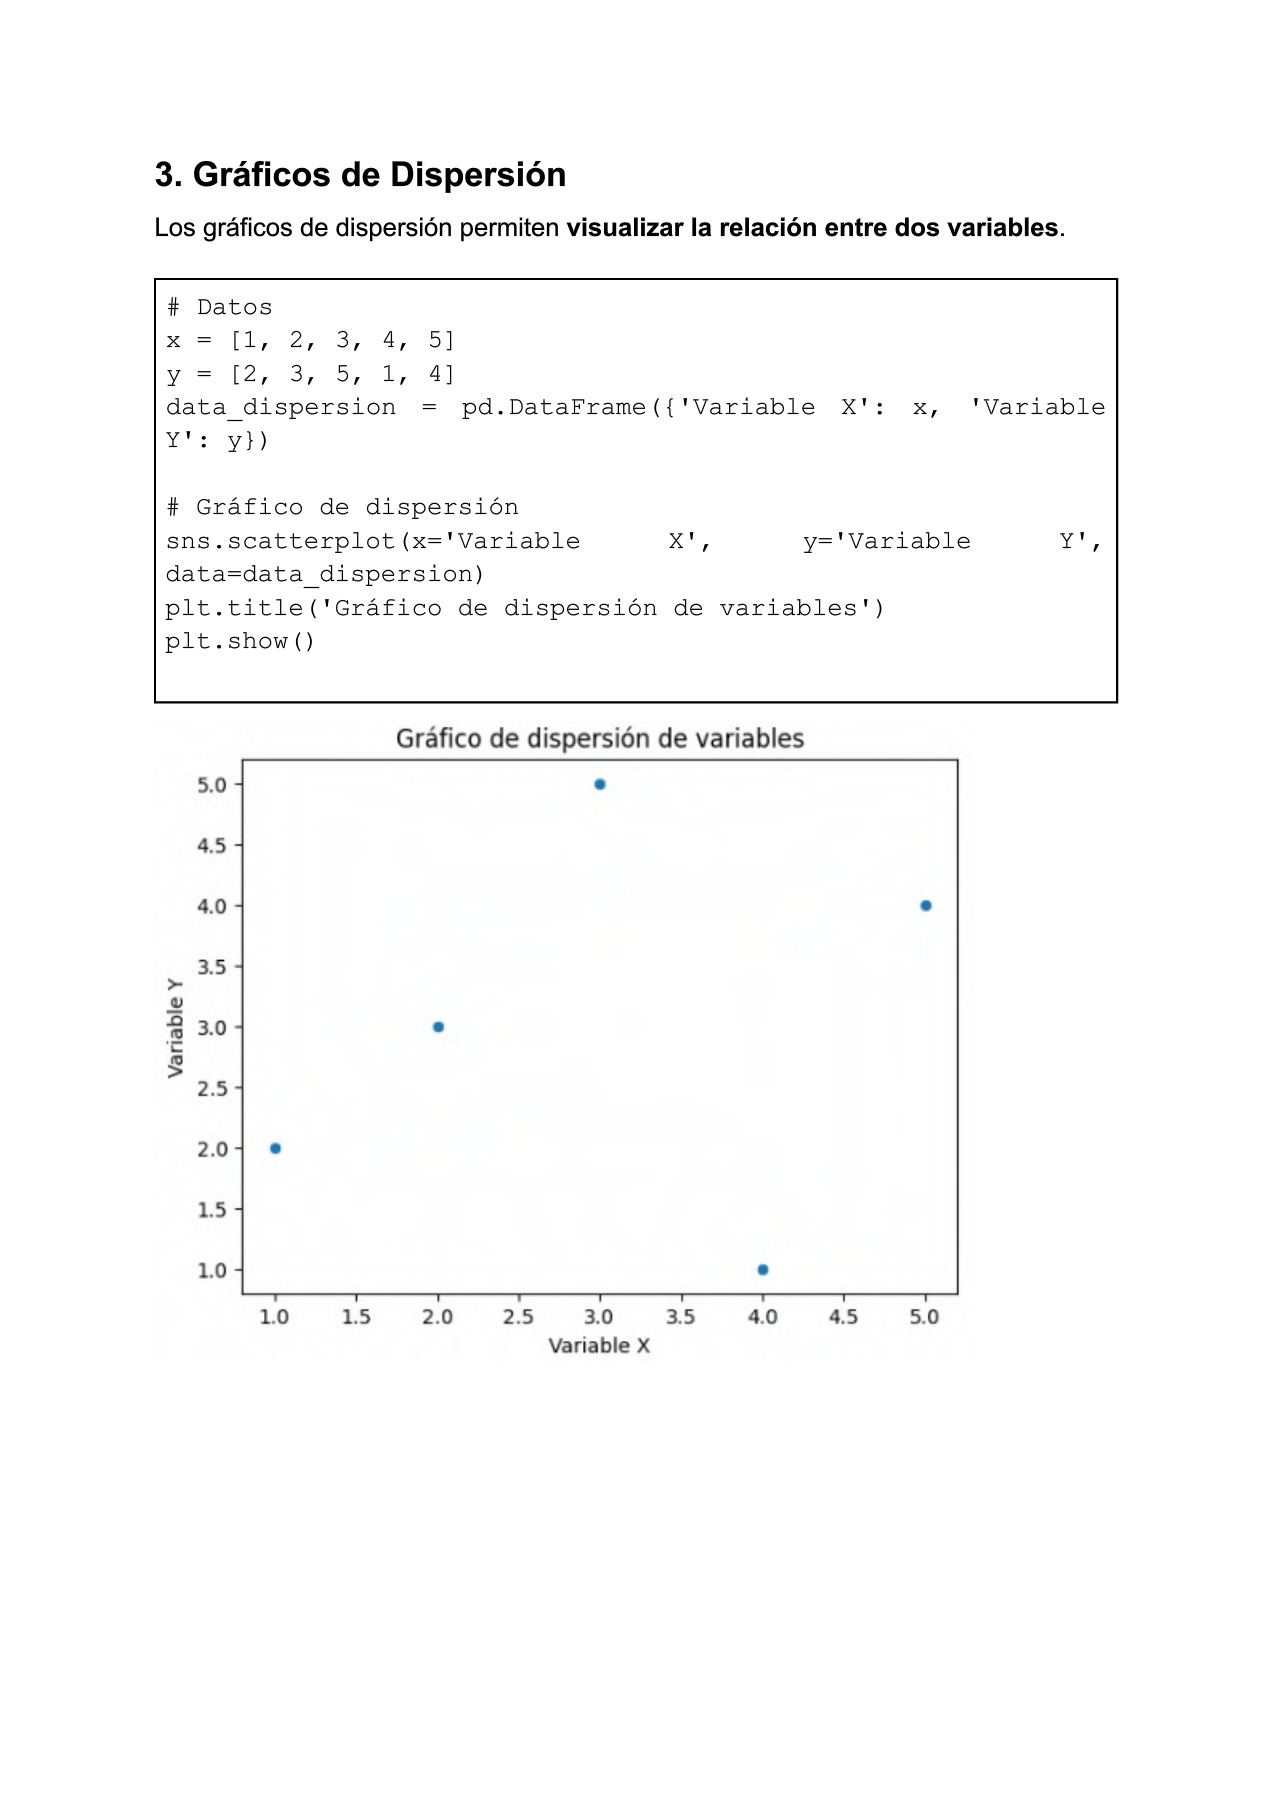 3. Gráficos de Dispersión
Los gráficos de dispersión permiten visualizar la relación entre dos variables.
# Datos
x = [1, 2, 3, 4, 5]
y = [2, 3, 5, 1, 4]
data_dispersion = pd.DataFrame({'Variable X': x, 'Variable
Y': y})
# Gráfico de dispersión
sns.scatterplot(x='Variable X', y='Variable Y',
data=data_dispersion)
plt.title('Gráfico de dispersión de variables')
plt.show()
Gráfico de dispersión de variables
5.0
4.5
4.0
3.5
3.0
2.5
2.0
1.5
1.0
Variable Y
1.0 1.5 2.0 2.5 3.0 3.5 4.0 4.5 5.0
Variable X